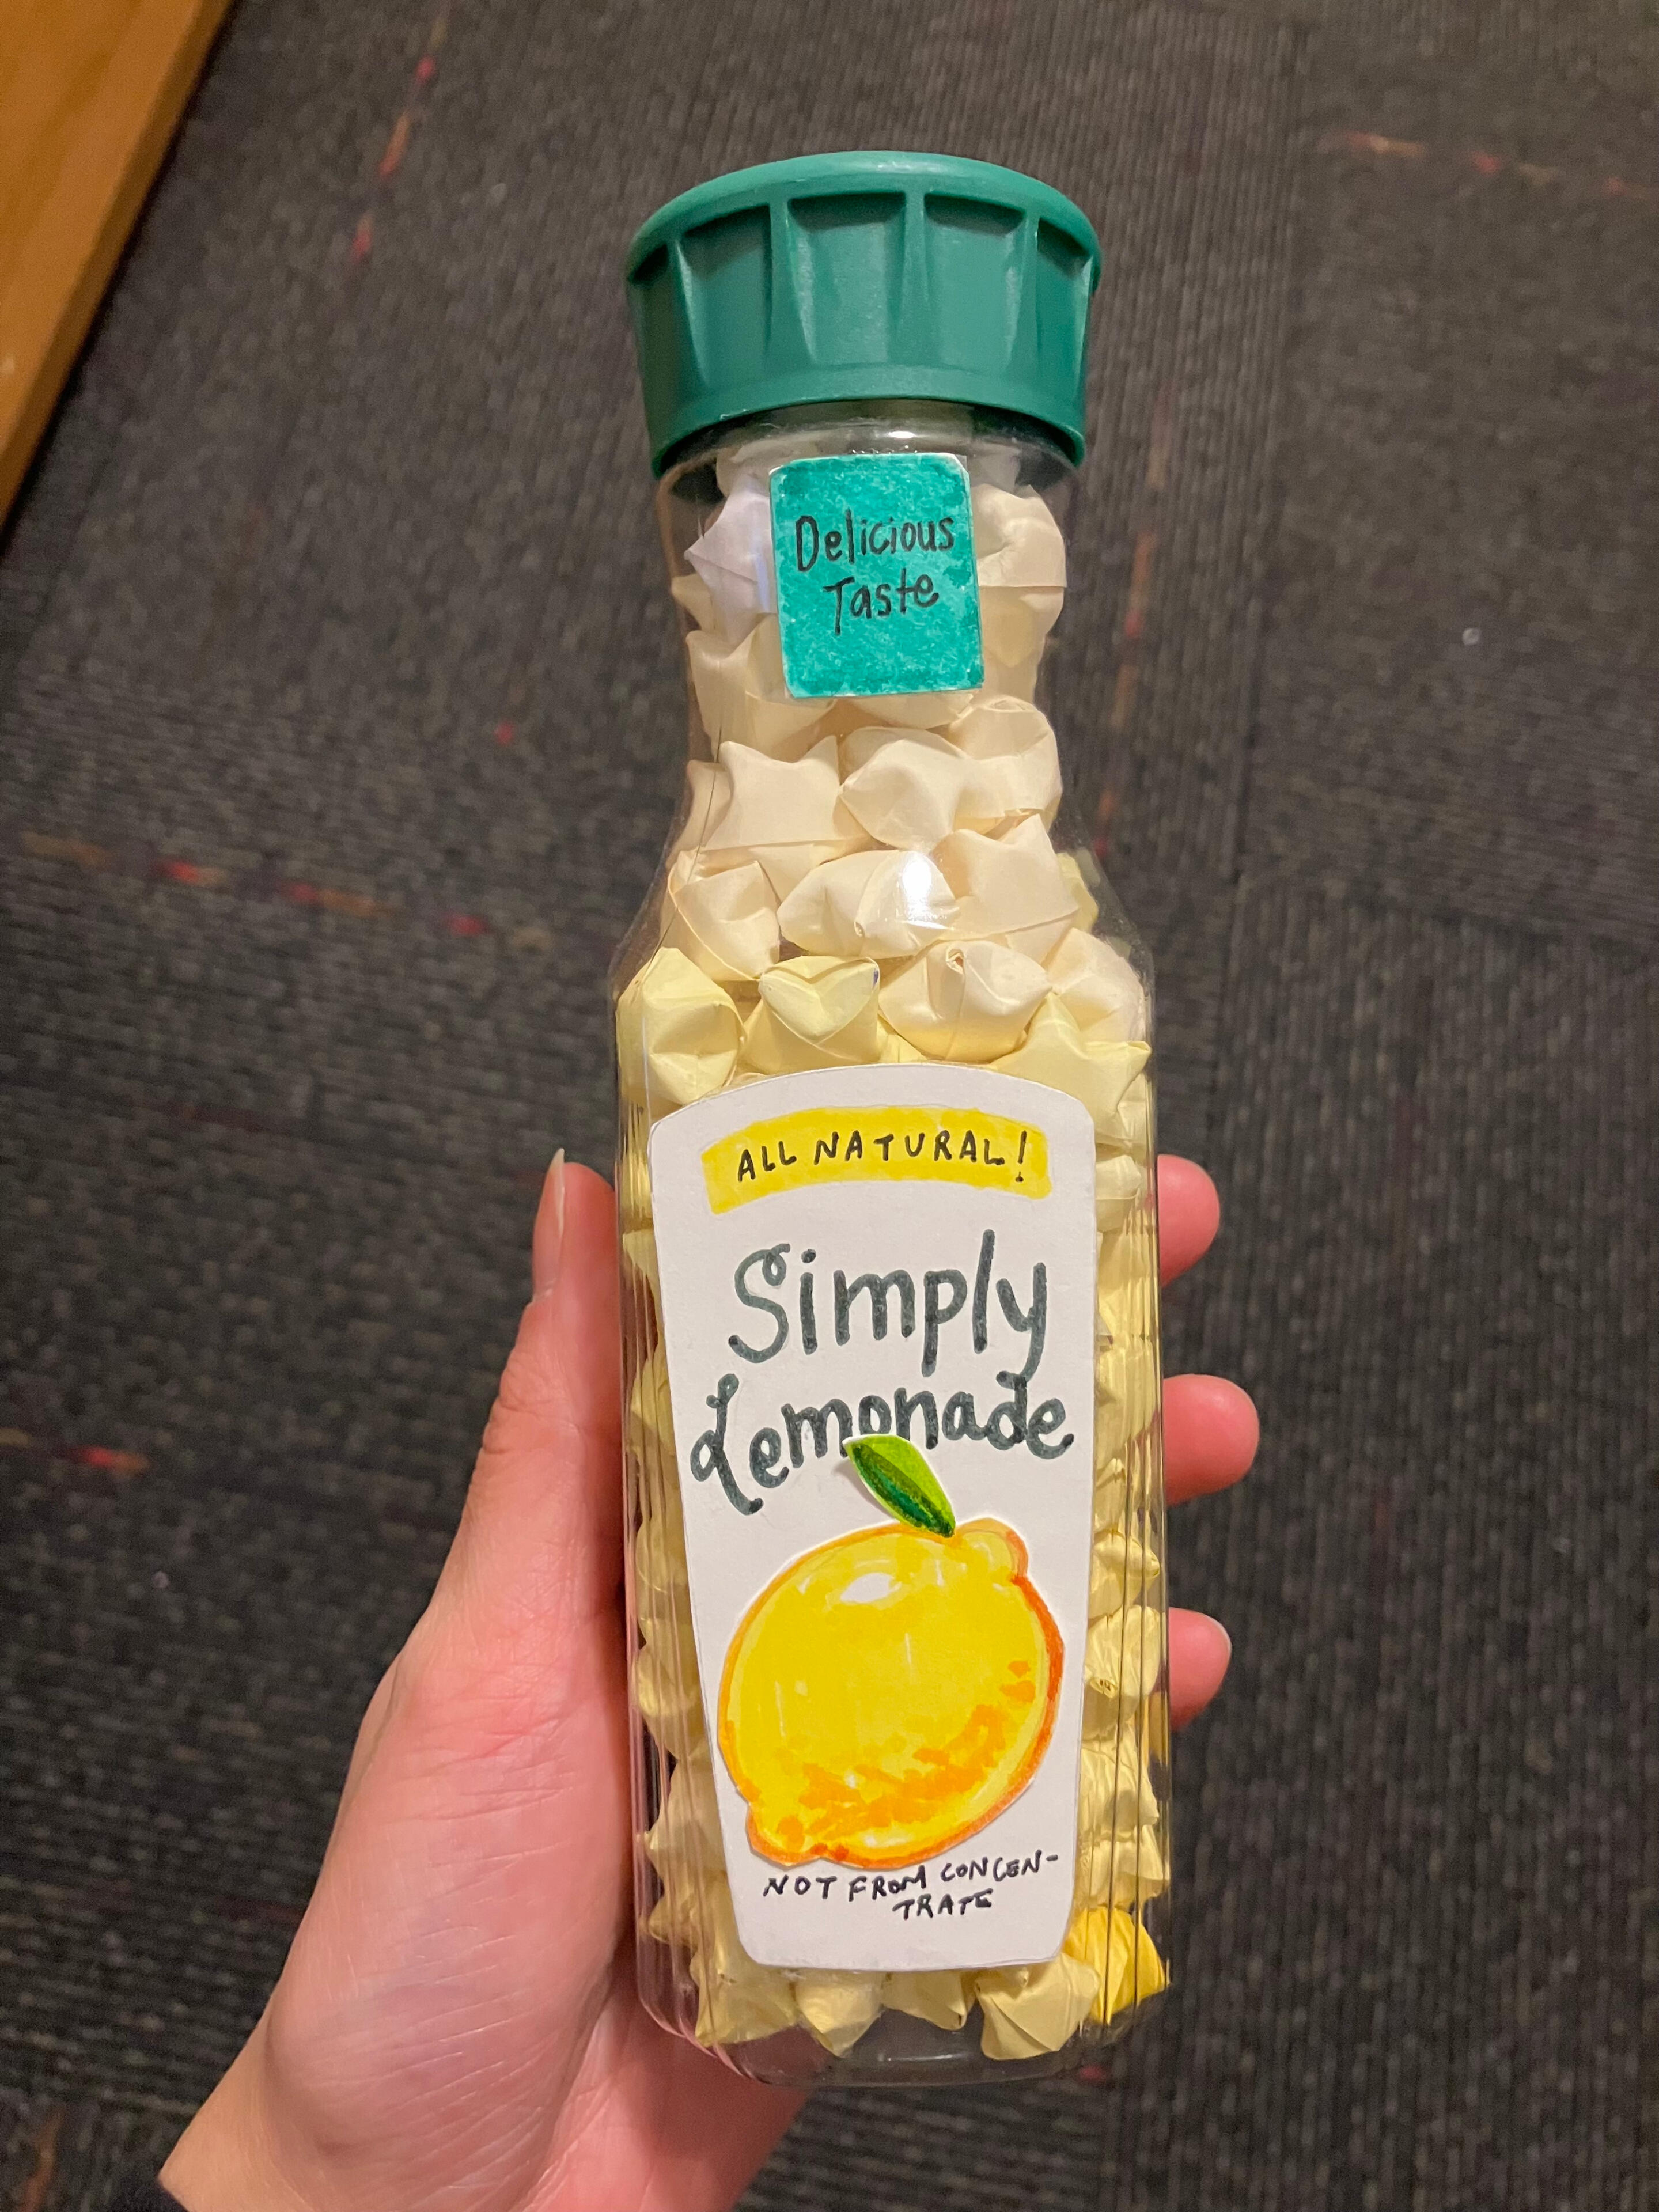 Delicious
Taste
ALL NATURAL!
Simply
Lemonade
NOT FROM CONCEN-
TRATE